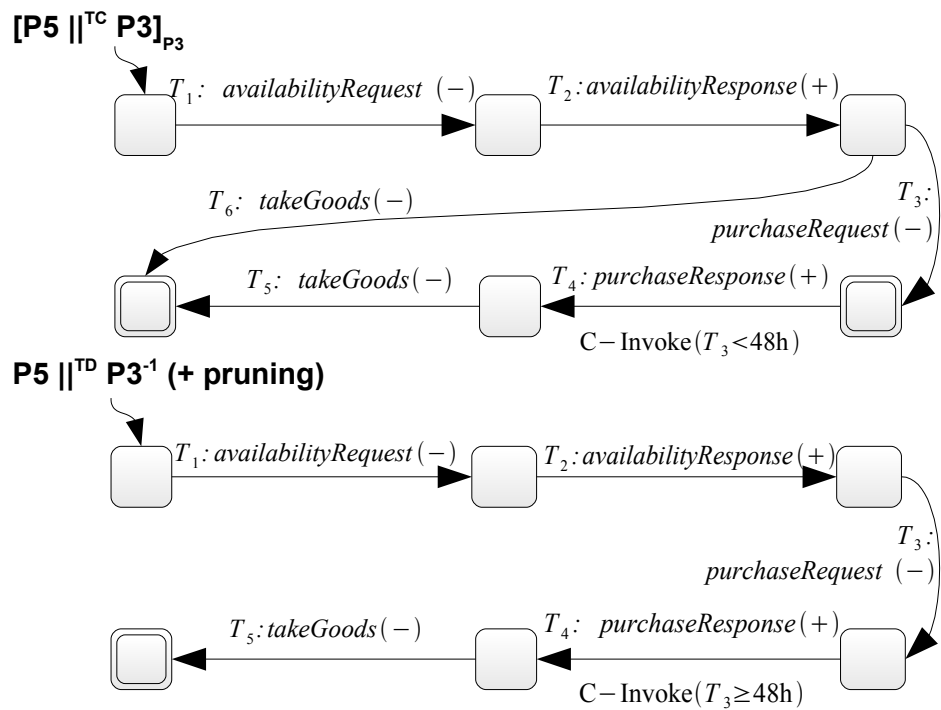 [P5 ||ᵀᶜ P3]P3
T₁: availabilityRequest (−)
T₂:availabilityResponse(+)
T₆: takeGoods(−)
T₃:
purchaseRequest(−)
T₅: takeGoods(−)
T₄:purchaseResponse(+)
C−Invoke(T₃<48h)
P5 ||ᵀᴰ P3⁻¹ (+ pruning)
T₁:availabilityRequest(−)
T₂:availabilityResponse(+)
T₃:
purchaseRequest (−)
T₅:takeGoods(−)
T₄: purchaseResponse(+)
C−Invoke(T₃≥48h)